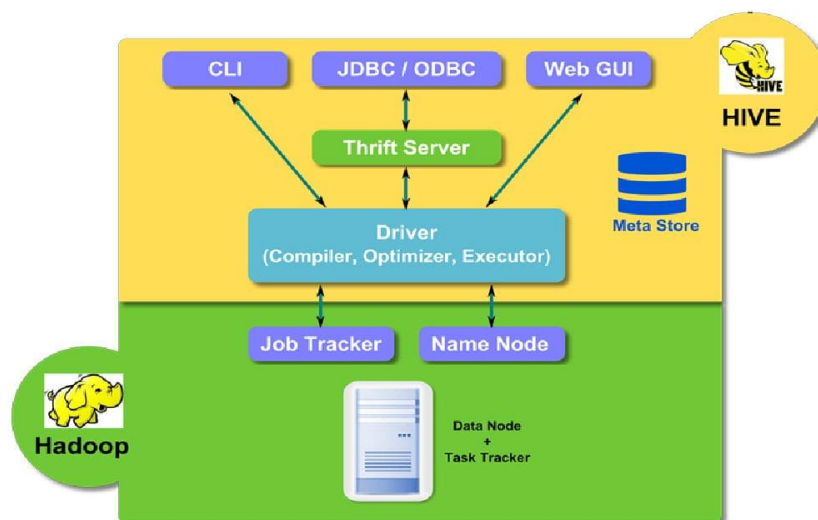 CLI
JDBC / ODBC
Web GUI
HIVE
HIVE
Thrift Server
Meta Store
Driver
(Compiler, Optimizer, Executor)
Job Tracker
Name Node
Hadoop
Data Node
+
Task Tracker